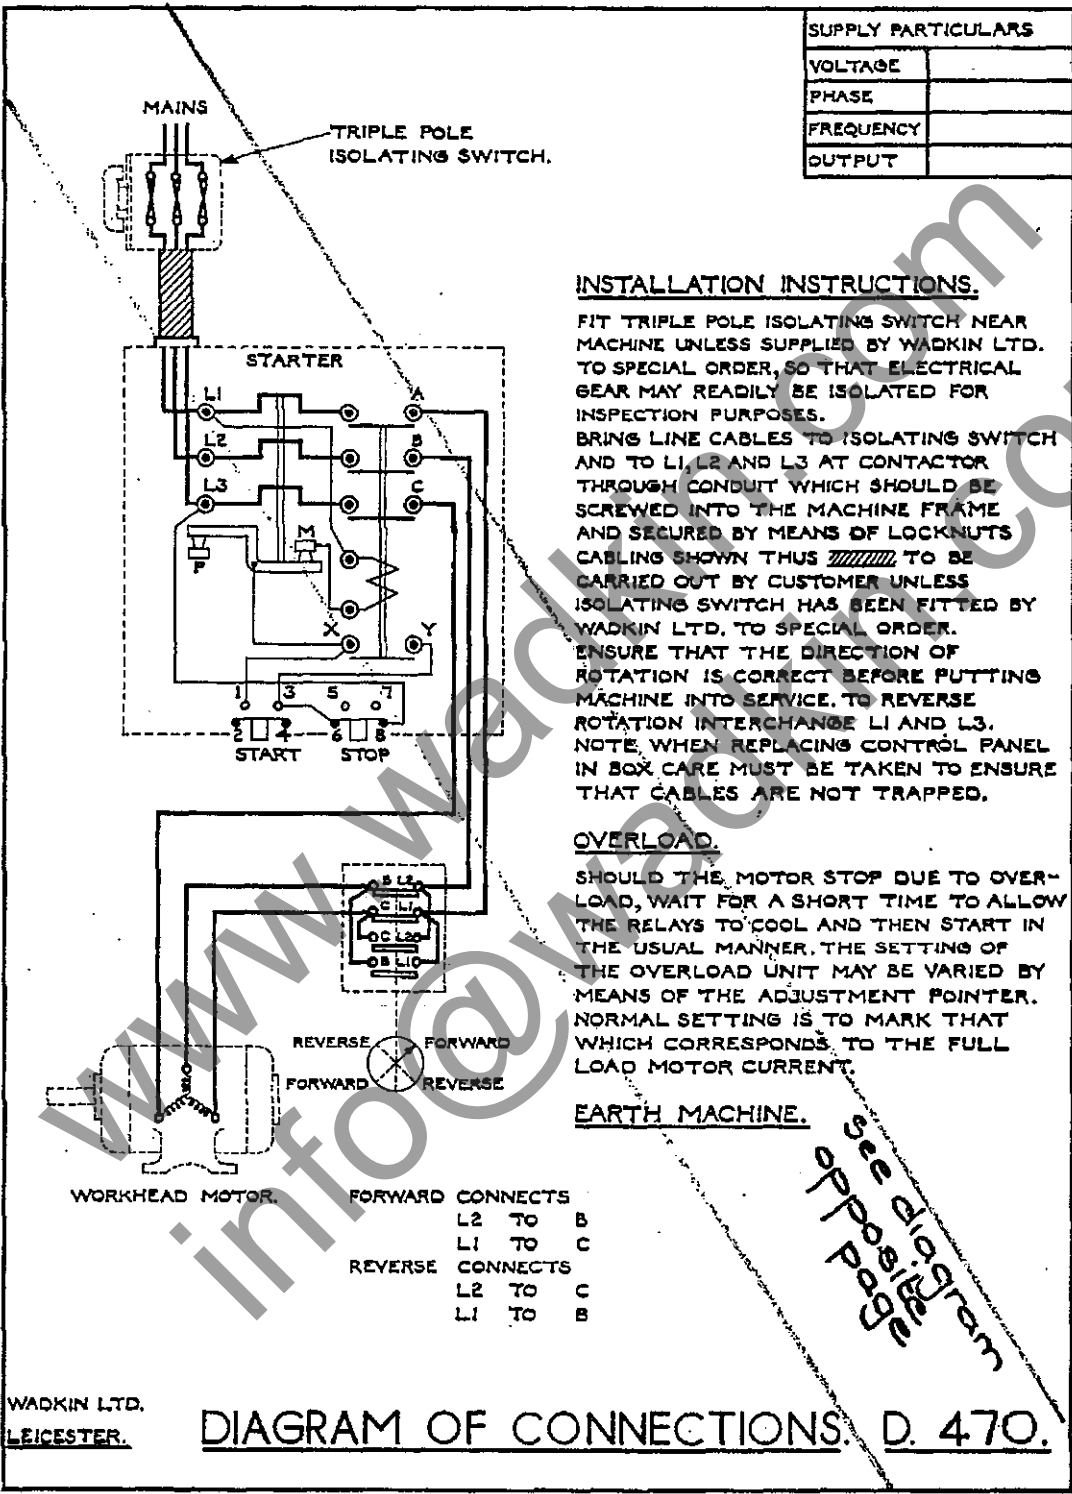 SUPPLY PARTICULARS
VOLTAGE
PHASE
FREQUENCY
OUTPUT
MAINS
TRIPLE POLE
ISOLATING SWITCH.
STARTER
L1 A
L2 B
L3 C
P M
X Y
1 3 5 7
2 4 6 8
START STOP
INSTALLATION INSTRUCTIONS.
FIT TRIPLE POLE ISOLATING SWITCH NEAR
MACHINE UNLESS SUPPLIED BY WADKIN LTD.
TO SPECIAL ORDER, SO THAT ELECTRICAL
GEAR MAY READILY BE ISOLATED FOR
INSPECTION PURPOSES.
BRING LINE CABLES TO ISOLATING SWITCH
AND TO L1, L2 AND L3 AT CONTACTOR
THROUGH CONDUIT WHICH SHOULD BE
SCREWED INTO THE MACHINE FRAME
AND SECURED BY MEANS OF LOCKNUTS
CABLING SHOWN THUS TO BE
CARRIED OUT BY CUSTOMER UNLESS
ISOLATING SWITCH HAS BEEN FITTED BY
WADKIN LTD. TO SPECIAL ORDER.
ENSURE THAT THE DIRECTION OF
ROTATION IS CORRECT BEFORE PUTTING
MACHINE INTO SERVICE. TO REVERSE
ROTATION INTERCHANGE L1 AND L3.
NOTE, WHEN REPLACING CONTROL PANEL
IN BOX CARE MUST BE TAKEN TO ENSURE
THAT CABLES ARE NOT TRAPPED.
OVERLOAD.
SHOULD THE MOTOR STOP DUE TO OVER-
LOAD, WAIT FOR A SHORT TIME TO ALLOW
THE RELAYS TO COOL AND THEN START IN
THE USUAL MANNER. THE SETTING OF
THE OVERLOAD UNIT MAY BE VARIED BY
MEANS OF THE ADJUSTMENT POINTER.
NORMAL SETTING IS TO MARK THAT
WHICH CORRESPONDS TO THE FULL
LOAD MOTOR CURRENT.
EARTH MACHINE.
B L2
C L1
C L2
B L1
REVERSE FORWARD
FORWARD REVERSE
WORKHEAD MOTOR.
FORWARD CONNECTS
L2 TO B
L1 TO C
REVERSE CONNECTS
L2 TO C
L1 TO B
See diagram
opposite
page
WADKIN LTD.
LEICESTER.
DIAGRAM OF CONNECTIONS. D. 470.
www.wadkin.com
info@wadkin.co